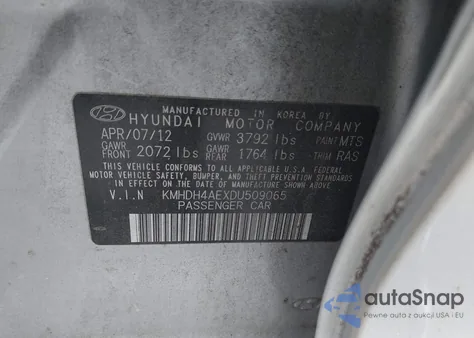 MANUFACTURED IN KOREA BY:
HYUNDAI MOTOR COMPANY
APR/07/12 GVWR 3792 lbs PAINT MTS
GAWR FRONT 2072 lbs GAWR REAR 1764 lbs TRIM RAS
THIS VEHICLE CONFORMS TO ALL APPLICABLE U.S. FEDERAL
MOTOR VEHICLE SAFETY, BUMPER, AND THEFT PREVENTION
STANDARDS IN EFFECT ON THE DATE OF MANUFACTURE SHOWN ABOVE.
V.I.N KMHDH4AEXDU509065
PASSENGER CAR
autoSnap
Pewne auta z aukcji USA i EU